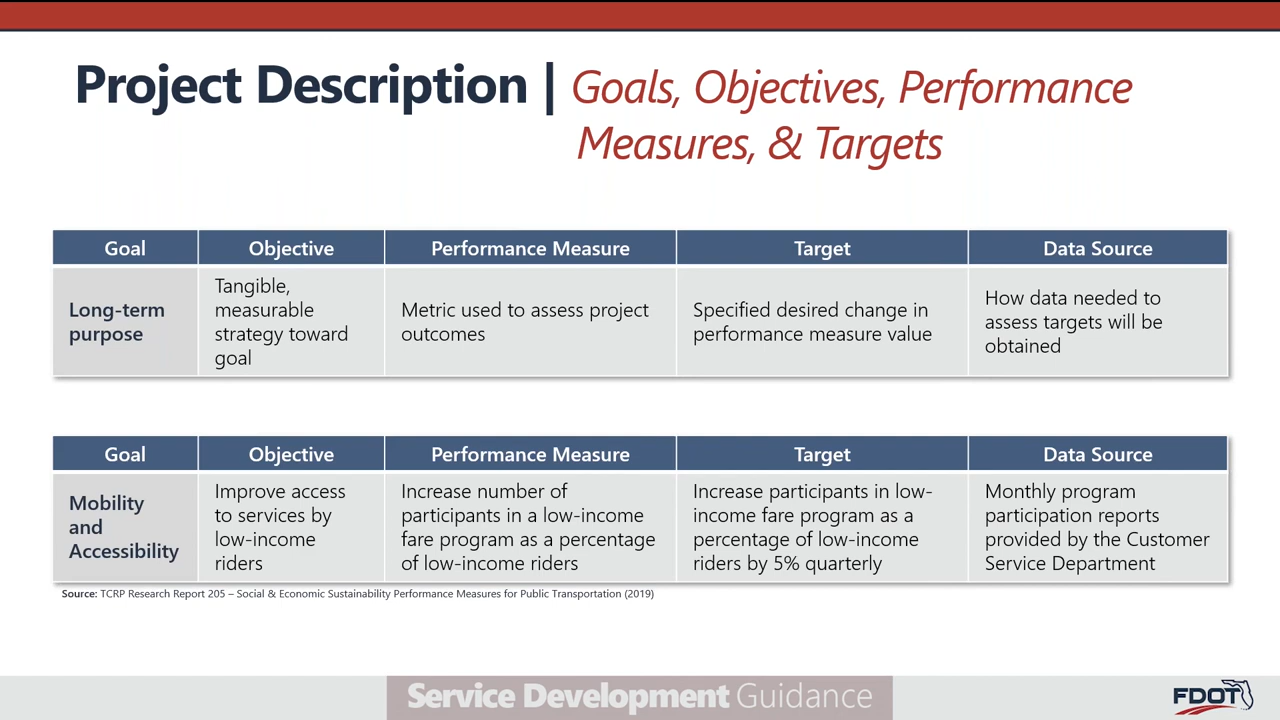 Project Description | Goals, Objectives, Performance
Measures, & Targets
Goal Objective Performance Measure Target Data Source
Long-term
purpose
Tangible,
measurable
strategy toward
goal
Metric used to assess project
outcomes
Specified desired change in
performance measure value
How data needed to
assess targets will be
obtained
Goal Objective Performance Measure Target Data Source
Mobility
and
Accessibility
Improve access
to services by
low-income
riders
Increase number of
participants in a low-income
fare program as a percentage
of low-income riders
Increase participants in low-
income fare program as a
percentage of low-income
riders by 5% quarterly
Monthly program
participation reports
provided by the Customer
Service Department
Source: TCRP Research Report 205 – Social & Economic Sustainability Performance Measures for Public Transportation (2019)
Service Development Guidance
FDOT